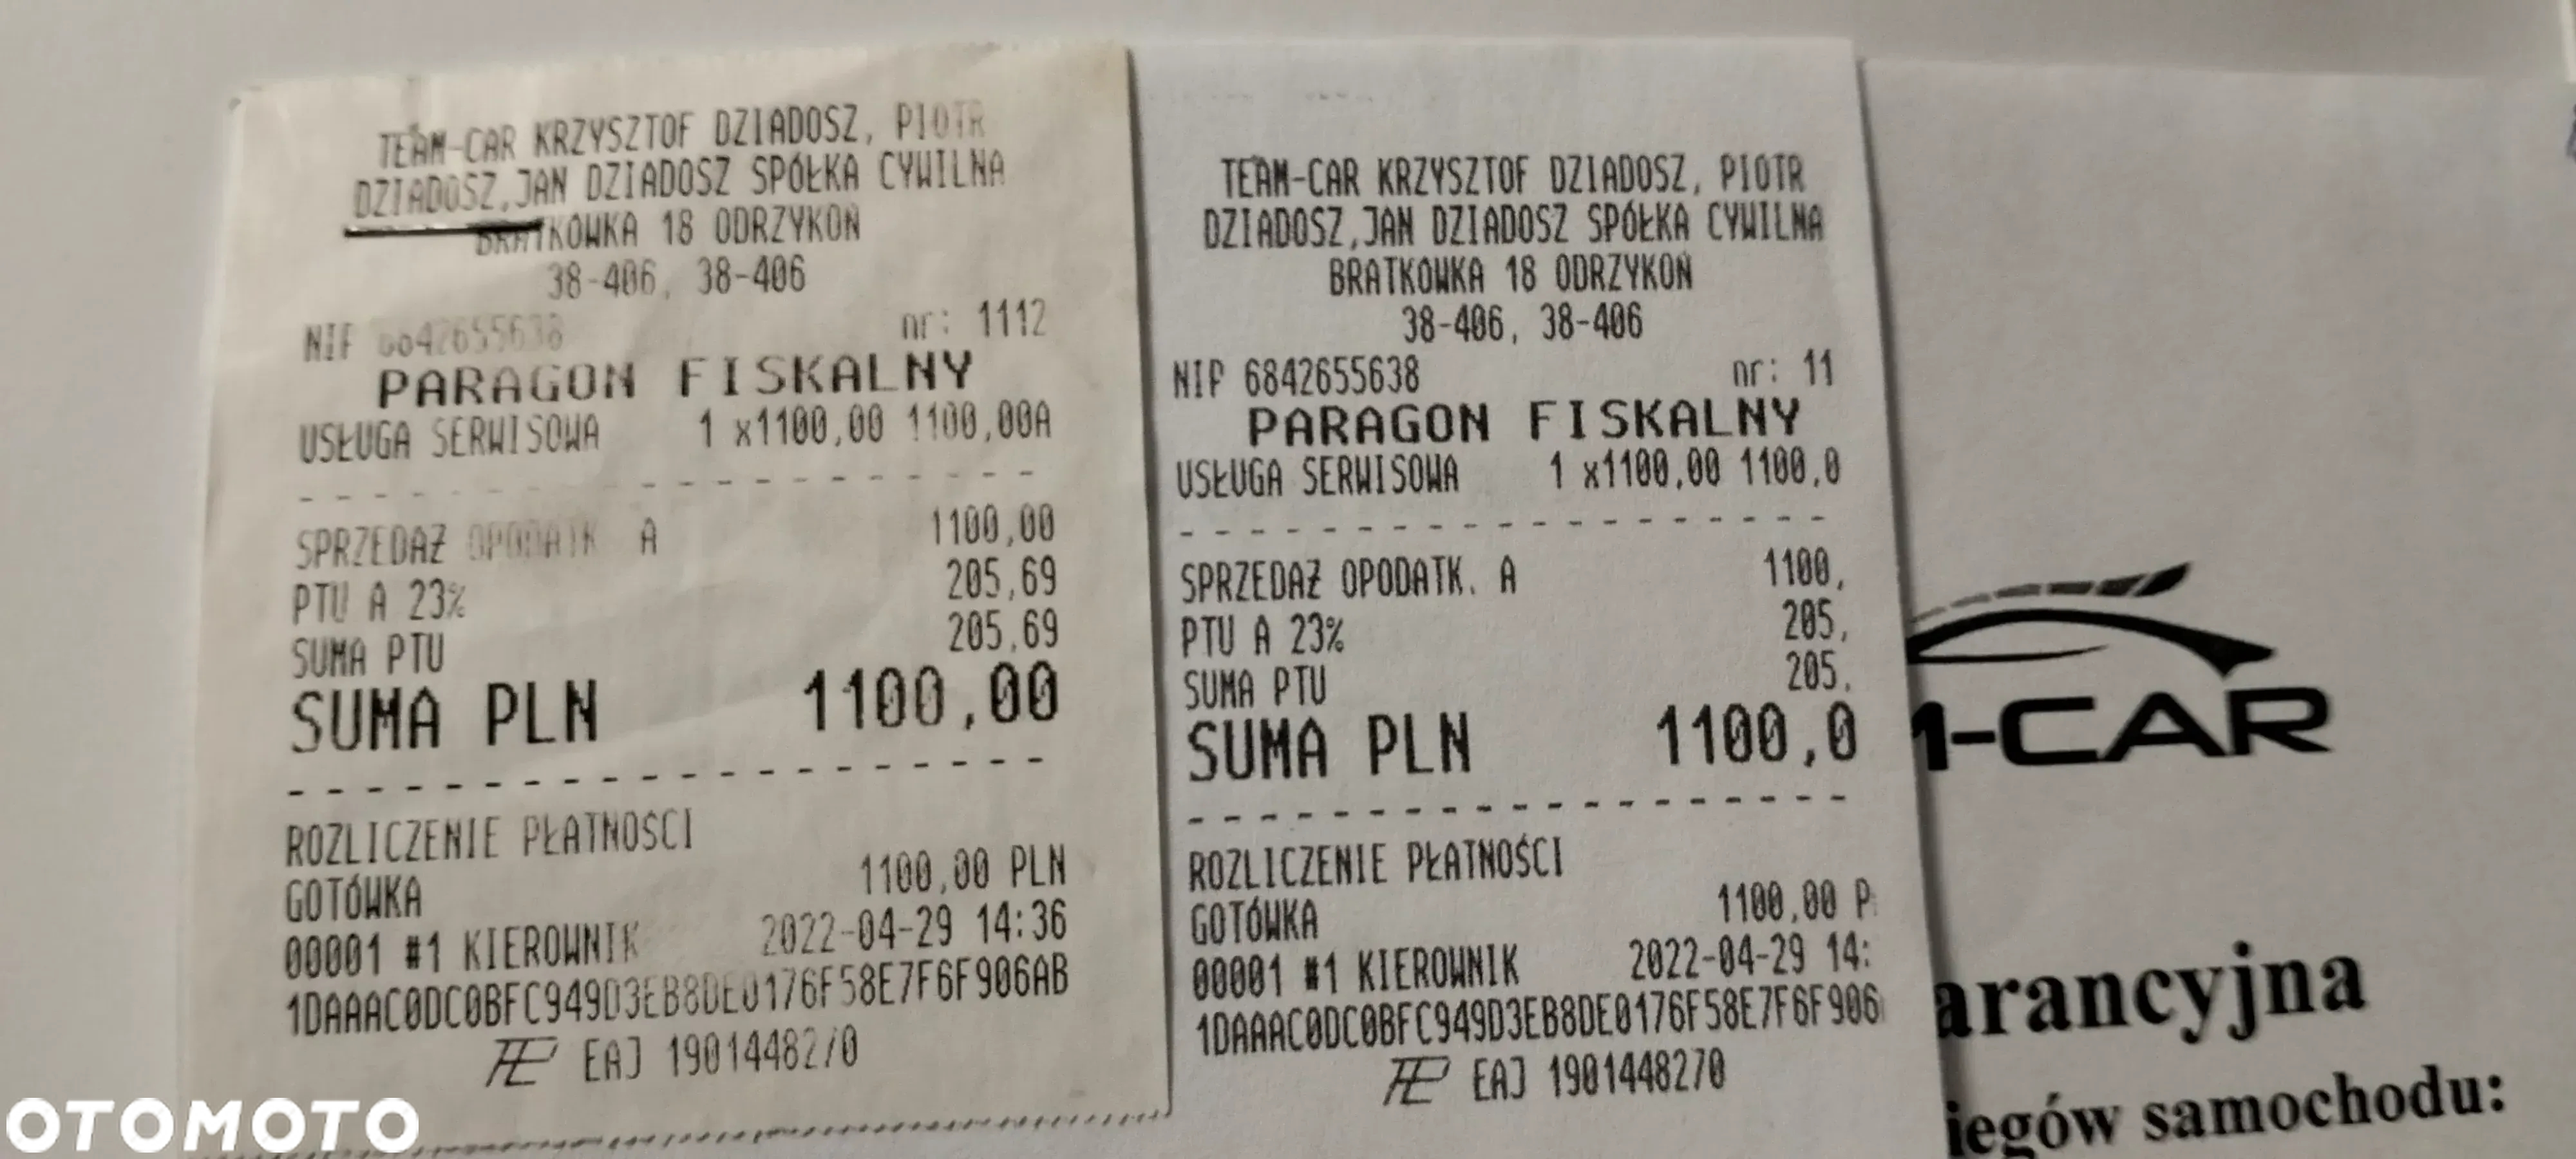 TEAM-CAR KRZYSZTOF DZIADOSZ, PIOTR
DZIADOSZ,JAN DZIADOSZ SPÓŁKA CYWILNA
BRATKOWKA 18 ODRZYKON
38-406, 38-406
NIP 6842655638 nr: 1112
PARAGON FISKALNY
USŁUGA SERWISOWA 1 x1100,00 1100,00A
SPRZEDAŻ OPODATK. A 1100,00
PTU A 23% 205,69
SUMA PTU 205,69
SUMA PLN 1100,00
ROZLICZENIE PŁATNOŚCI
GOTÓWKA 1100,00 PLN
00001 #1 KIEROWNIK 2022-04-29 14:36
1DAAAC0DC0BFC949D3EB8DE0176F58E7F6F906AB
EAJ 1901448270
TEAM-CAR KRZYSZTOF DZIADOSZ, PIOTR
DZIADOSZ,JAN DZIADOSZ SPÓŁKA CYWILNA
BRATKOWKA 18 ODRZYKON
38-406, 38-406
NIP 6842655638 nr: 11
PARAGON FISKALNY
USŁUGA SERWISOWA 1 x1100,00 1100,0
SPRZEDAŻ OPODATK. A 1100,
PTU A 23% 205,
SUMA PTU 205,
SUMA PLN 1100,0
ROZLICZENIE PŁATNOŚCI
GOTÓWKA 1100,00 P
00001 #1 KIEROWNIK 2022-04-29 14:
1DAAAC0DC0BFC949D3EB8DE0176F58E7F6F906
EAJ 1901448270
M-CAR
arancyjna
iegów samochodu:
OTOMOTO